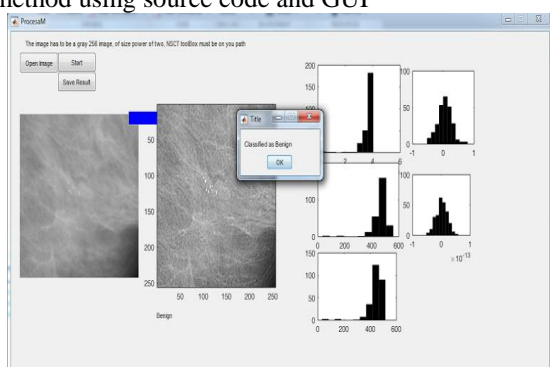 method using source code and GUI
ProcesaM
The image has to be a gray 256 image, of size power of two, NSCT toolBox must be on you path
Open Image
Start
Save Result
Title
Classified as Benign
OK
50
100
150
200
250
50 100 150 200 250
Benign
200
150
100
50
0
2 4 6
100
50
0
-1 0 1
100
0
0 200 400 600
100
50
0
-1 0 1
× 10⁻¹³
150
100
50
0
0 200 400 600